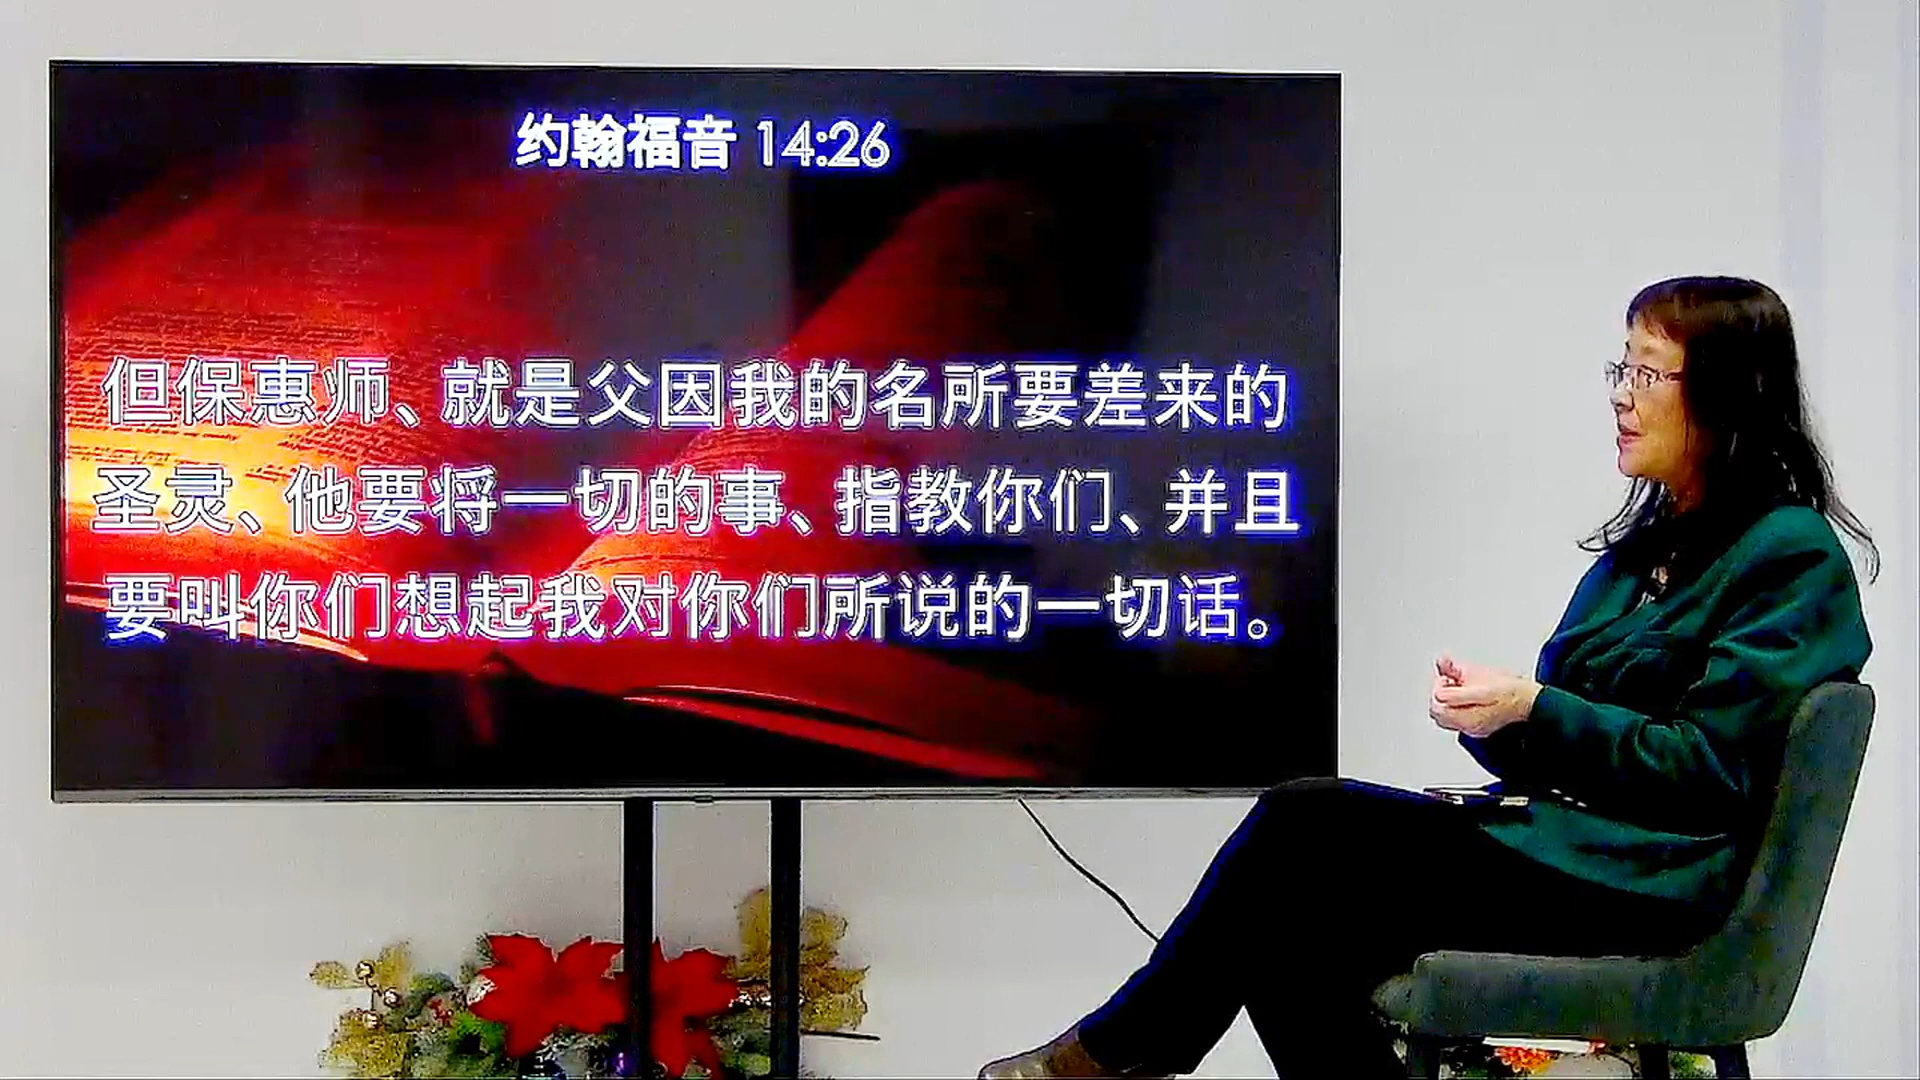 约翰福音 14:26
但保惠师、就是父因我的名所要差来的
圣灵、他要将一切的事、指教你们、并且
要叫你们想起我对你们所说的一切话。